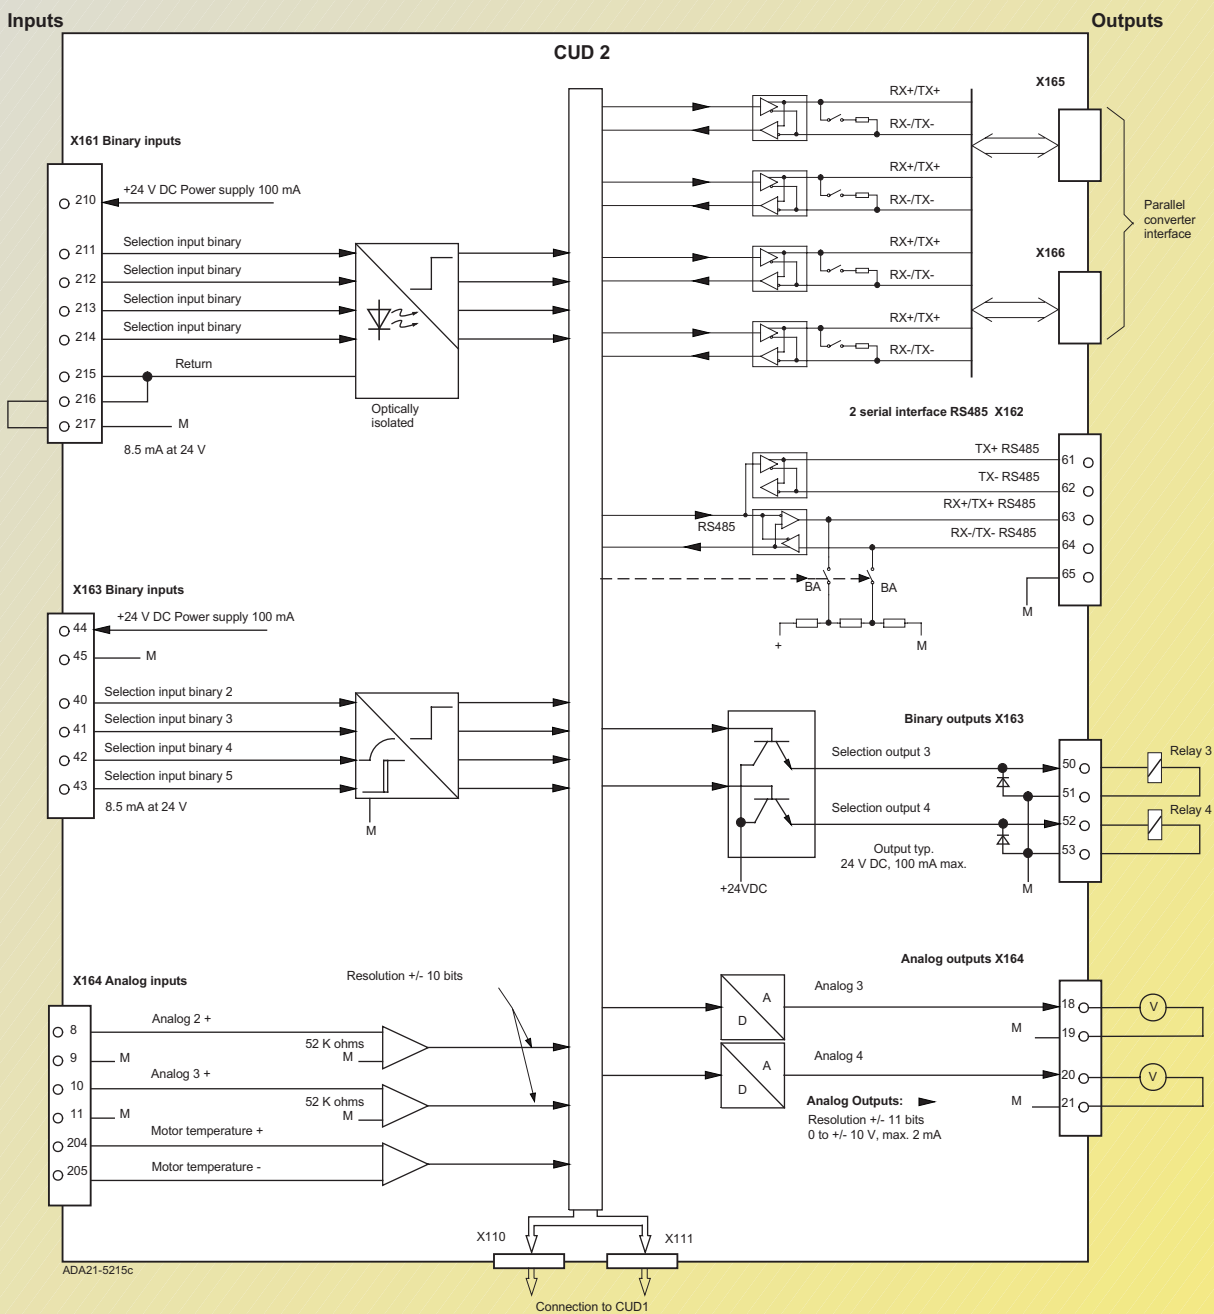 Inputs
Outputs
CUD 2
X161 Binary inputs
210
+24 V DC Power supply 100 mA
211
Selection input binary
212
Selection input binary
213
Selection input binary
214
Selection input binary
215
Return
216
217
M
8.5 mA at 24 V
Optically
isolated
X163 Binary inputs
44
+24 V DC Power supply 100 mA
45
M
40
Selection input binary 2
41
Selection input binary 3
42
Selection input binary 4
43
Selection input binary 5
8.5 mA at 24 V
M
X164 Analog inputs
Resolution +/- 10 bits
8
Analog 2 +
52 K ohms
M
9
M
10
Analog 3 +
52 K ohms
M
11
M
204
Motor temperature +
205
Motor temperature -
RX+/TX+
RX-/TX-
RX+/TX+
RX-/TX-
RX+/TX+
RX-/TX-
RX+/TX+
RX-/TX-
X165
X166
Parallel
converter
interface
2 serial interface RS485 X162
TX+ RS485
61
TX- RS485
62
RX+/TX+ RS485
63
RS485
RX-/TX- RS485
64
65
BA
BA
M
+
M
Binary outputs X163
Selection output 3
50
51
Relay 3
Selection output 4
52
53
Relay 4
Output typ.
24 V DC, 100 mA max.
+24VDC
M
Analog outputs X164
A
D
Analog 3
18
M
19
V
A
D
Analog 4
20
M
21
V
Analog Outputs:
Resolution +/- 11 bits
0 to +/- 10 V, max. 2 mA
X110
X111
ADA21-5215c
Connection to CUD1